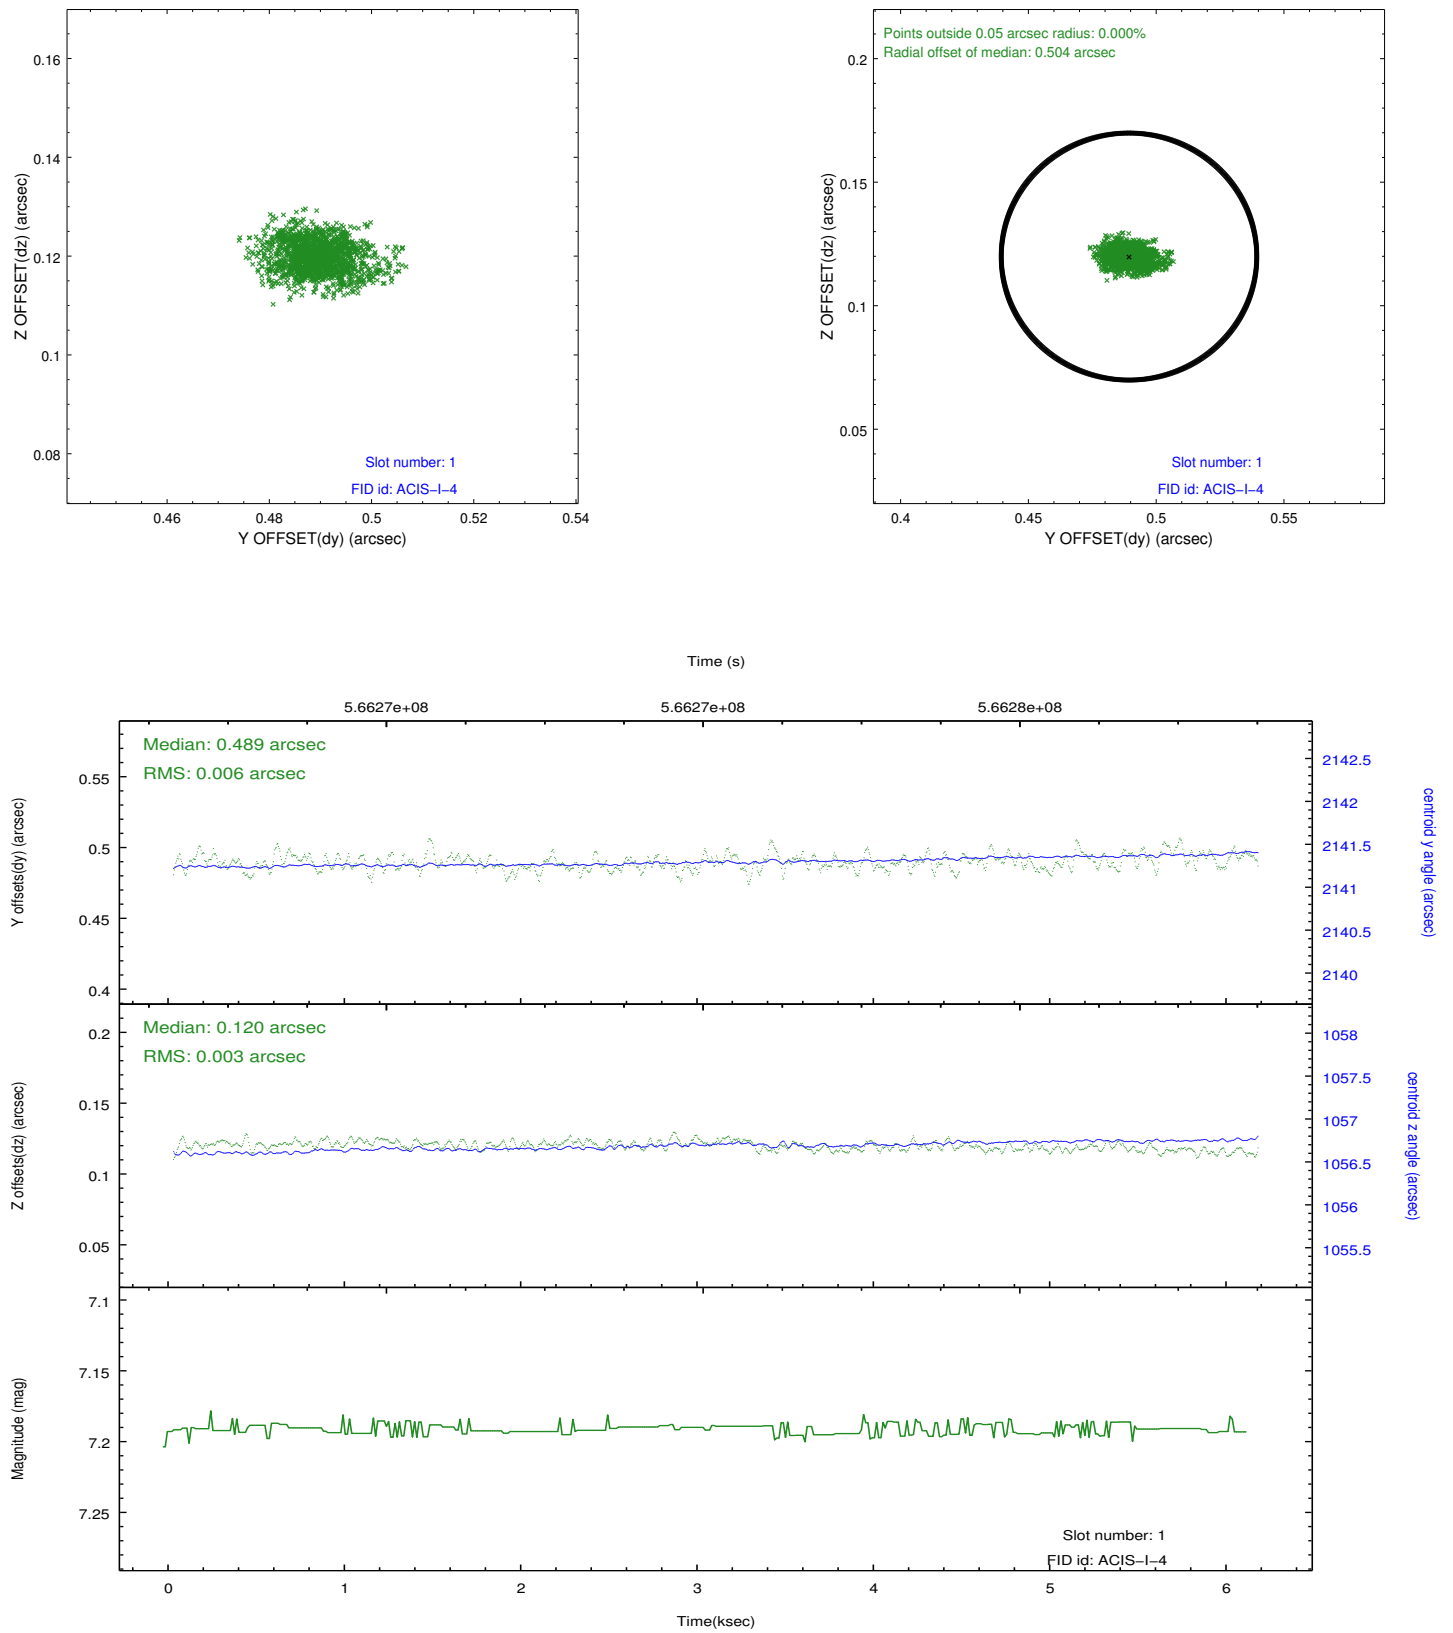 0.16
0.14
0.12
0.1
0.08
Z OFFSET(dz) (arcsec)
Slot number: 1
FID id: ACIS−I−4
0.46 0.48 0.5 0.52 0.54
Y OFFSET(dy) (arcsec)
Points outside 0.05 arcsec radius: 0.000%
Radial offset of median: 0.504 arcsec
0.2
0.15
0.1
0.05
Z OFFSET(dz) (arcsec)
Slot number: 1
FID id: ACIS−I−4
0.4 0.45 0.5 0.55
Y OFFSET(dy) (arcsec)
Time (s)
5.6627e+08 5.6627e+08 5.6628e+08
Median: 0.489 arcsec
RMS: 0.006 arcsec
0.55
0.5
0.45
0.4
Y offsets(dy) (arcsec)
2142.5
2142
2141.5
2141
2140.5
2140
centroid y angle (arcsec)
Median: 0.120 arcsec
RMS: 0.003 arcsec
0.2
0.15
0.1
0.05
Z offsets(dz) (arcsec)
1058
1057.5
1057
1056.5
1056
1055.5
centroid z angle (arcsec)
7.1
7.15
7.2
7.25
Magnitude (mag)
Slot number: 1
FID id: ACIS−I−4
0 1 2 3 4 5 6
Time(ksec)